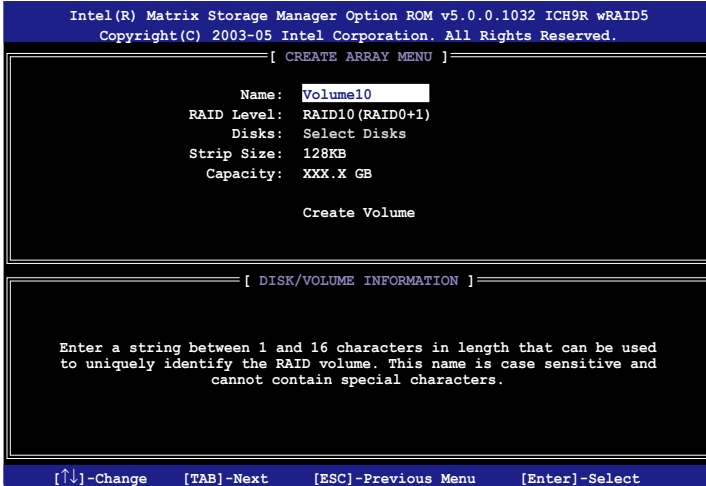 Intel(R) Matrix Storage Manager Option ROM v5.0.0.1032 ICH9R wRAID5
Copyright(C) 2003-05 Intel Corporation. All Rights Reserved.
[ CREATE ARRAY MENU ]
Name: Volume10
RAID Level: RAID10(RAID0+1)
Disks: Select Disks
Strip Size: 128KB
Capacity: XXX.X GB
Create Volume
[ DISK/VOLUME INFORMATION ]
Enter a string between 1 and 16 characters in length that can be used
to uniquely identify the RAID volume. This name is case sensitive and
cannot contain special characters.
[↑↓]-Change [TAB]-Next [ESC]-Previous Menu [Enter]-Select